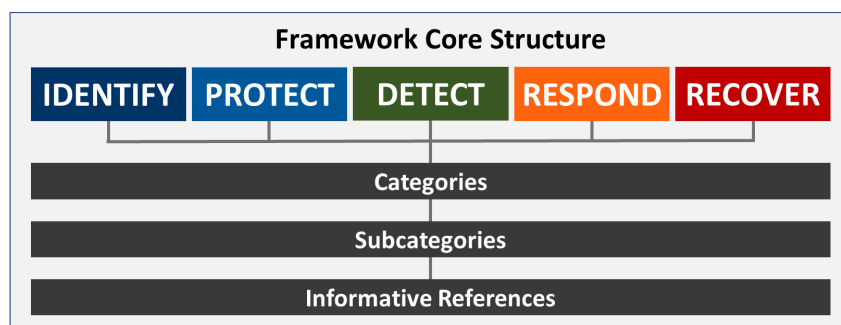 Framework Core Structure
IDENTIFY PROTECT DETECT RESPOND RECOVER
Categories
Subcategories
Informative References